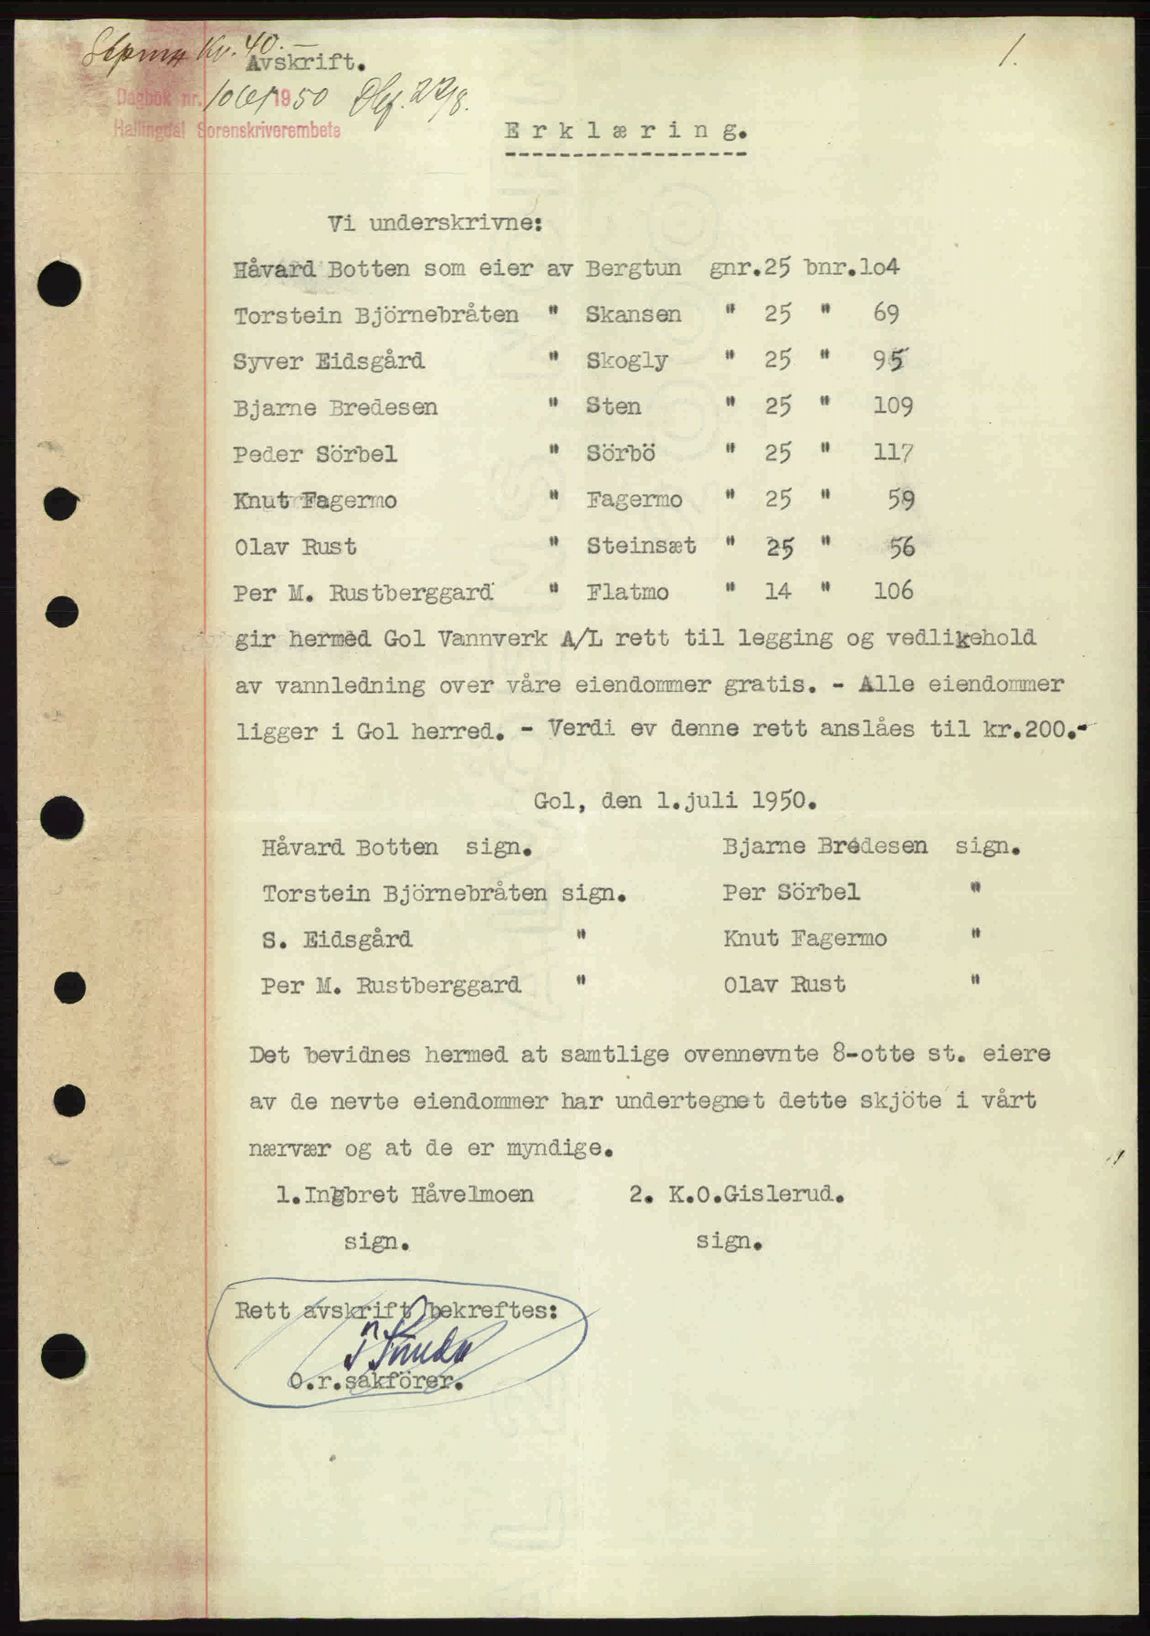 Stpm kr. 40.—
Avskrift.
1.
Dagbok nr. 1061 1950 22/8.
Hallingdal Sorenskriverembete
Erklæring.
Vi underskrivne:
Håvard Botten som eier av Bergtun gnr.25 bnr.lo4
Torstein Björnebråten " Skansen " 25 " 69
Syver Eidsgård " Skogly " 25 " 95
Bjarne Bredesen " Sten " 25 " 109
Peder Sörbel " Sörbö " 25 " 117
Knut Fagermo " Fagermo " 25 " 59
Olav Rust " Steinsæt " 25 " 56
Per M. Rustberggard " Flatmo " 14 " 106
gir hermed Gol Vannverk A/L rett til legging og vedlikehold
av vannledning over våre eiendommer gratis. - Alle eiendommer
ligger i Gol herred. - Verdi ev denne rett anslåes til kr.200.-
Gol, den 1.juli 1950.
Håvard Botten sign. Bjarne Bredesen sign.
Torstein Björnebråten sign. Per Sörbel "
S. Eidsgård " Knut Fagermo "
Per M. Rustberggard " Olav Rust "
Det bevidnes hermed at samtlige ovennevnte 8-otte st. eiere
av de nevte eiendommer har undertegnet dette skjöte i vårt
nærvær og at de er myndige.
1.Ingbret Håvelmoen 2. K.O.Gislerud.
sign. sign.
Rett avskrift bekreftes:
O.r.sakförer.